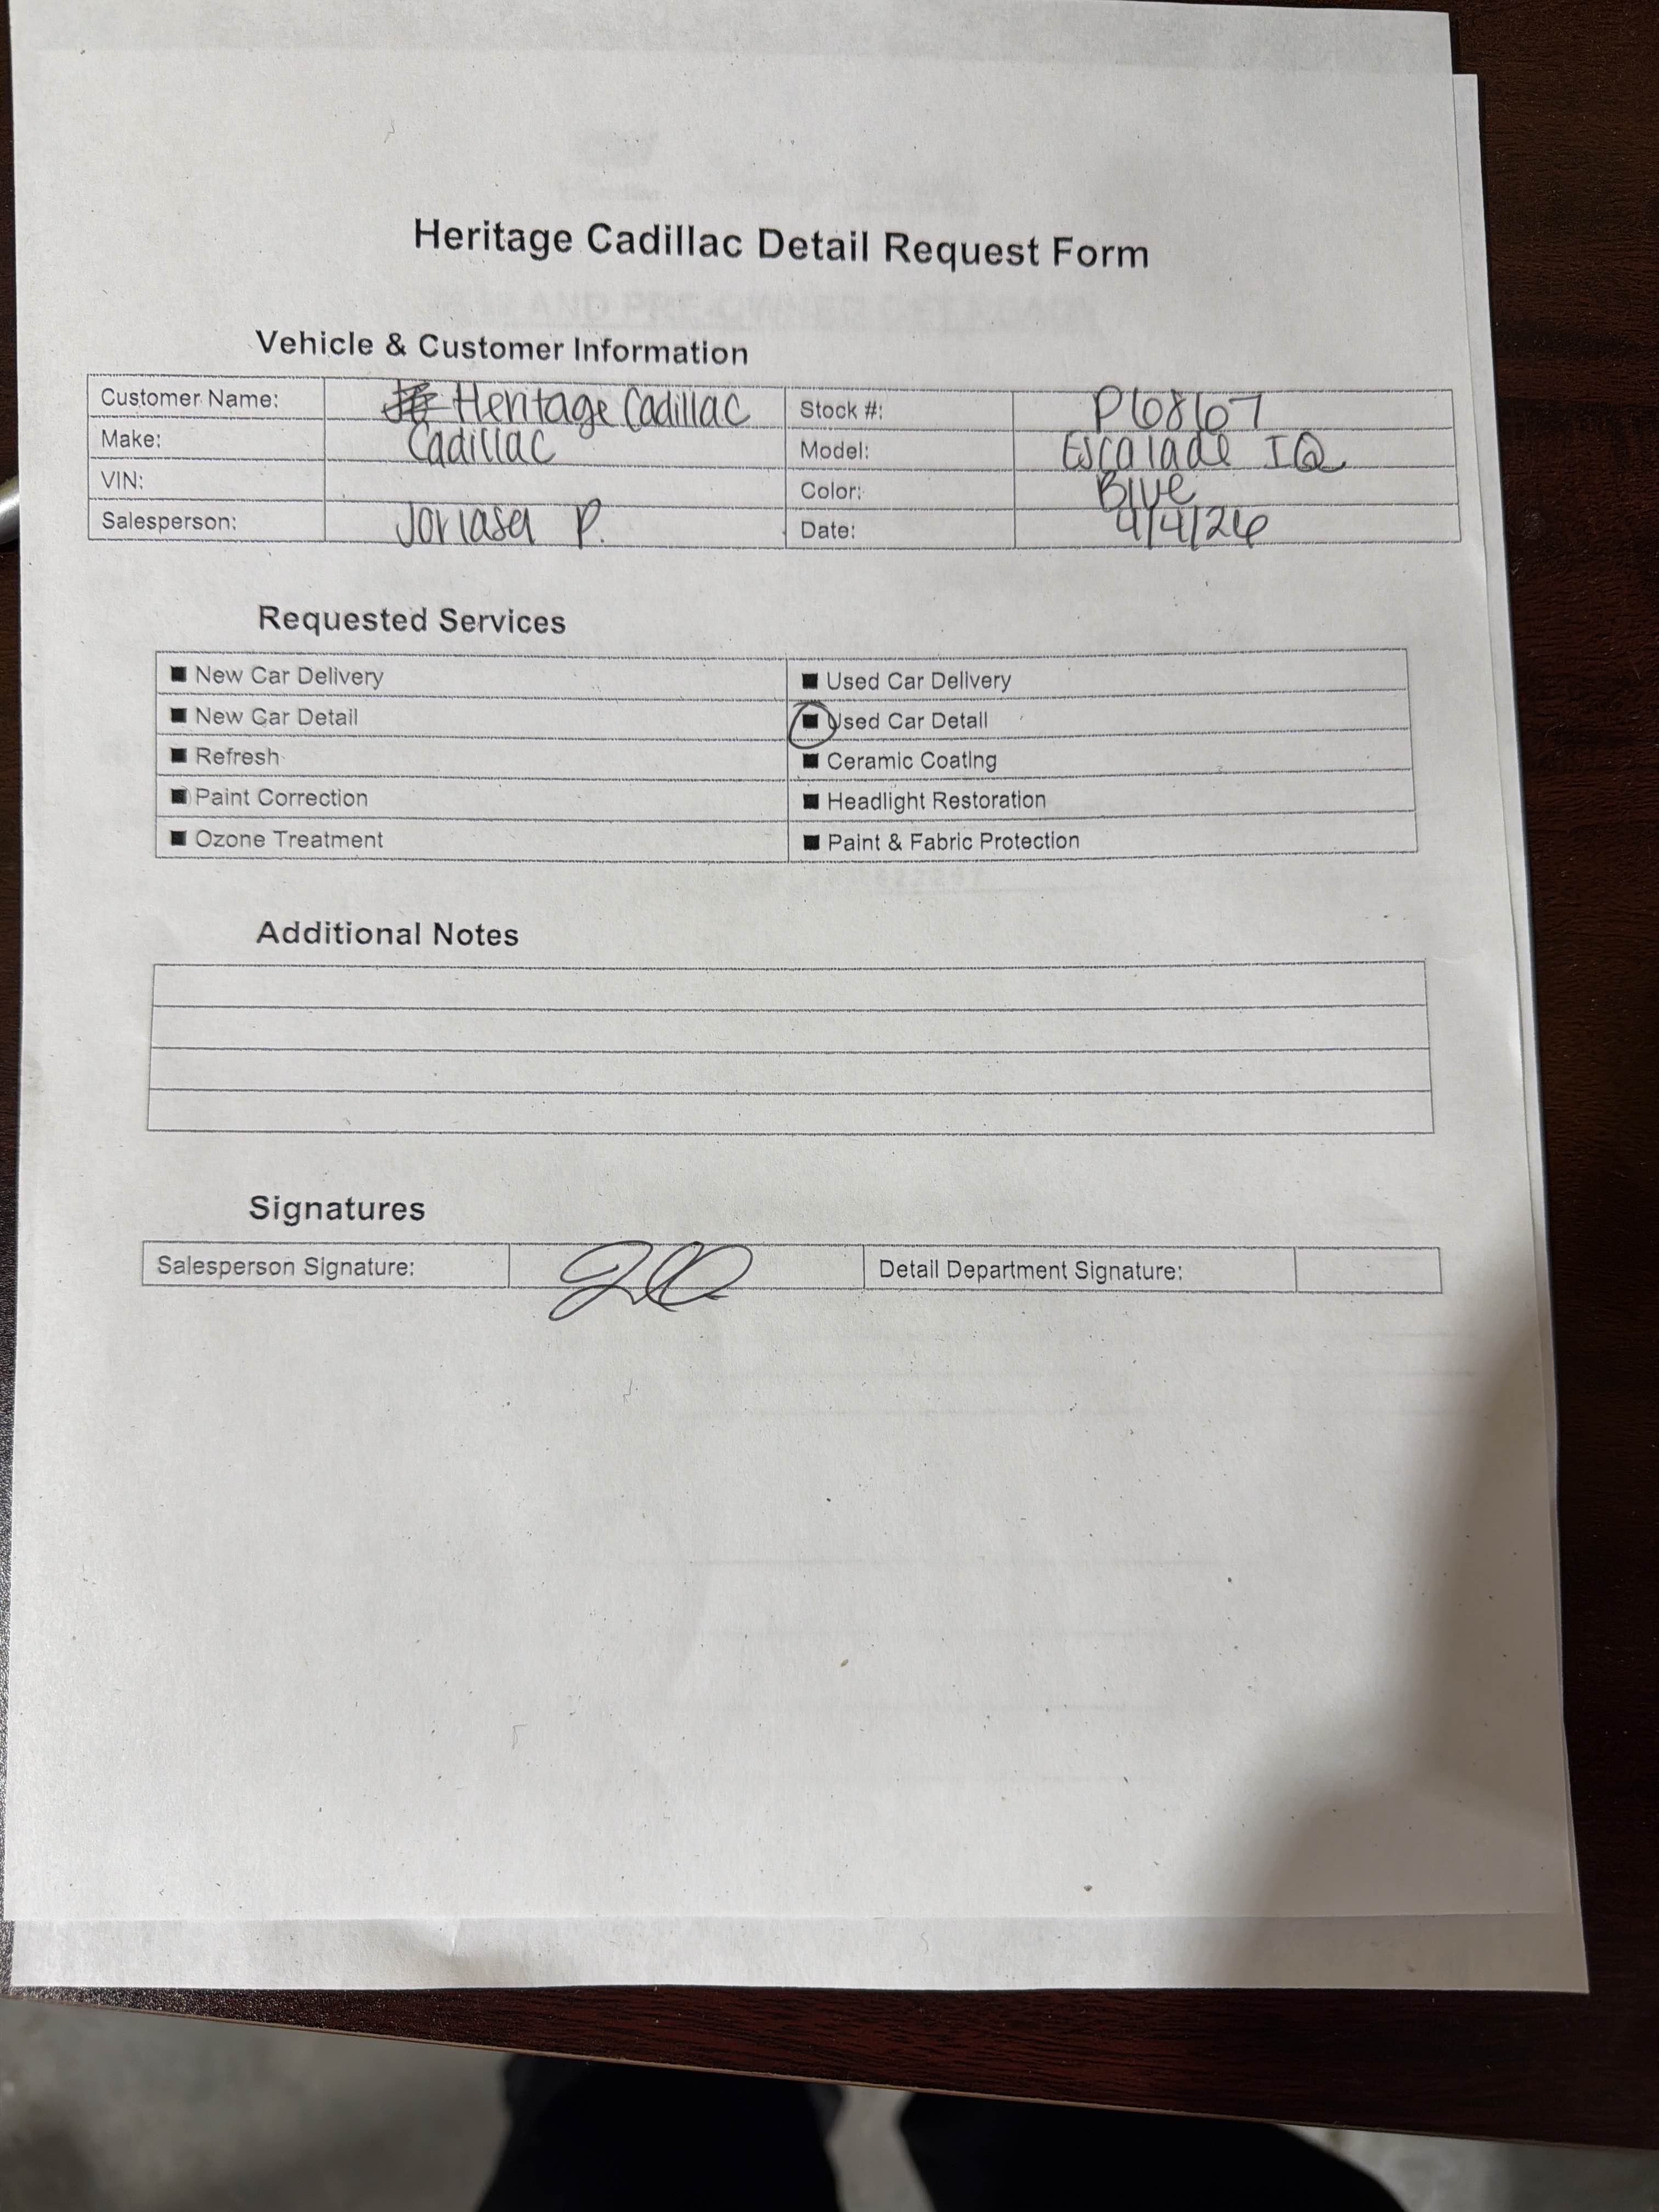 Heritage Cadillac Detail Request Form
Vehicle & Customer Information
Customer Name: Heritage Cadillac Stock #: P6867
Make: Cadillac Model: Escalade IQ
VIN: Color: Blue
Salesperson: P. Date: 4/4/26
Requested Services
New Car Delivery Used Car Delivery
New Car Detail Used Car Detail
Refresh Ceramic Coating
Paint Correction Headlight Restoration
Ozone Treatment Paint & Fabric Protection
Additional Notes
Signatures
Salesperson Signature: Detail Department Signature: